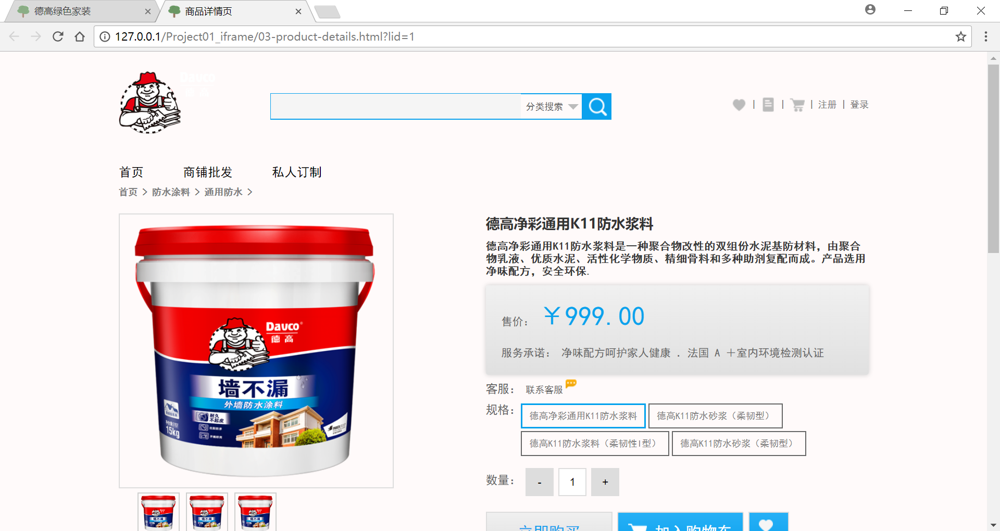 德高绿色家装
商品详情页
127.0.0.1/Project01_iframe/03-product-details.html?lid=1
Davco
德 高
分类搜索
| | | 注册 | 登录
首页 商铺批发 私人订制
首页 > 防水涂料 > 通用防水 >
Davco®
德 高
墙不漏
外墙防水涂料
耐久
不起皮
15kg
德高净彩通用K11防水浆料
德高净彩通用K11防水浆料是一种聚合物改性的双组份水泥基防材料，由聚合
物乳液、优质水泥、活性化学物质、精细骨料和多种助剂复配而成。产品选用
净味配方，安全环保.
售价： ￥999.00
服务承诺： 净味配方呵护家人健康 . 法国 A ＋室内环境检测认证
客服： 联系客服
规格： 德高净彩通用K11防水浆料 德高K11防水砂浆（柔韧型）
德高K11防水浆料（柔韧性I型） 德高K11防水砂浆（柔韧型）
数量： - 1 +
立即购买 加入购物车